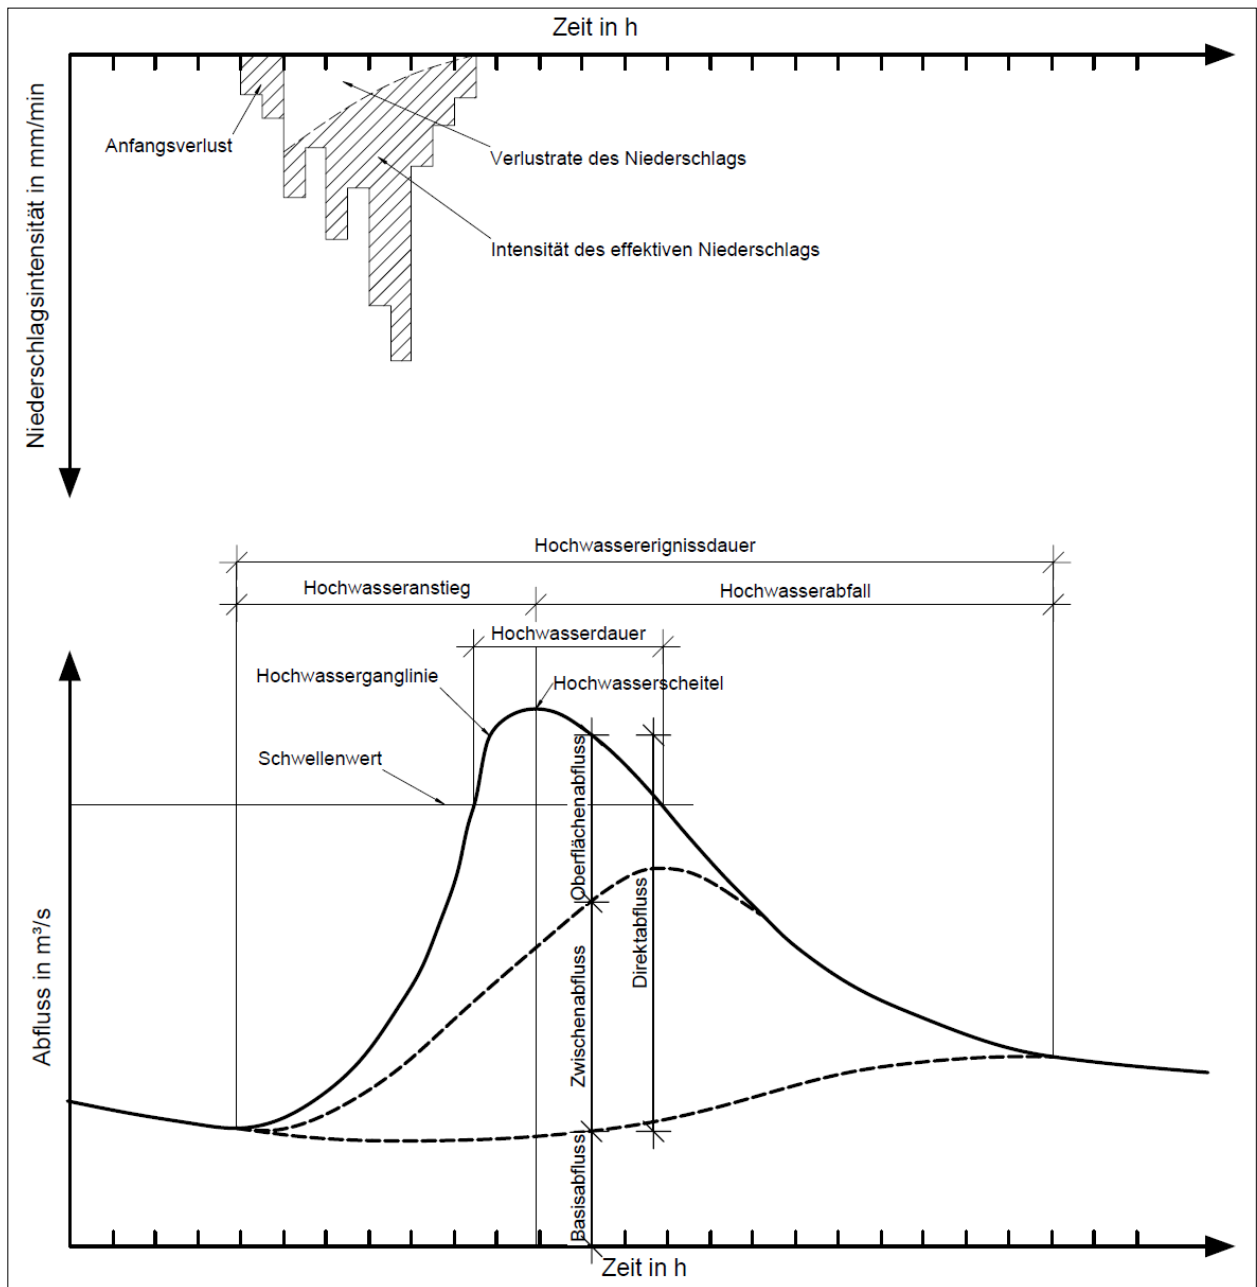 Zeit in h
Niederschlagsintensität in mm/min
Anfangsverlust
Verlustrate des Niederschlags
Intensität des effektiven Niederschlags
Hochwassererignissdauer
Hochwasseranstieg
Hochwasserabfall
Hochwasserdauer
Hochwasserganglinie
Hochwasserscheitel
Schwellenwert
Oberflächenabfluss
Direktabfluss
Zwischenabfluss
Abfluss in m³/s
Basisabfluss
Zeit in h